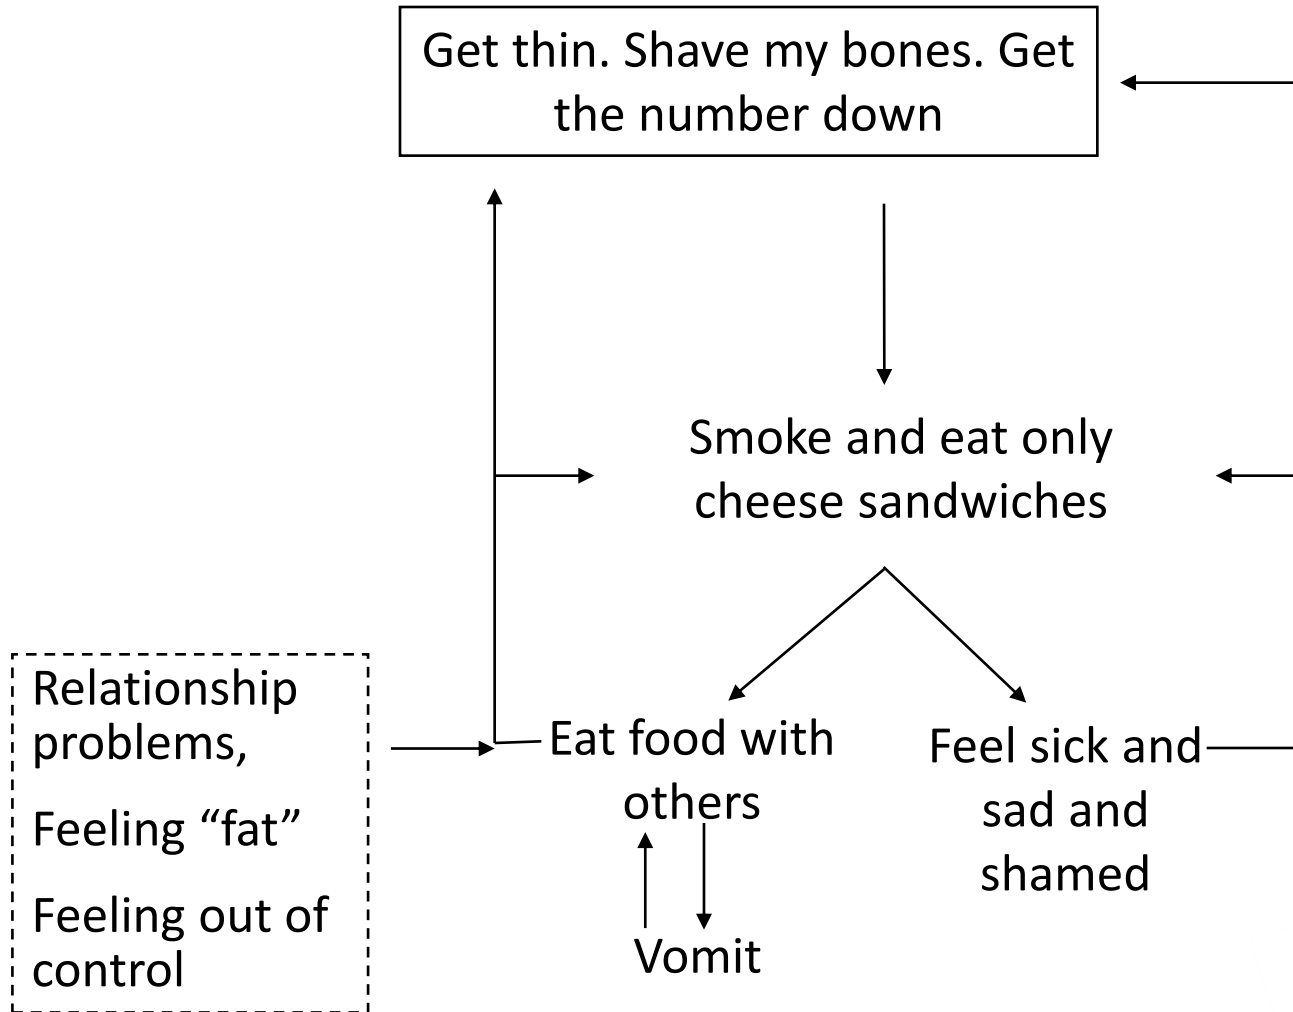 Get thin. Shave my bones. Get
the number down
Smoke and eat only
cheese sandwiches
Relationship
problems,
Feeling “fat”
Feeling out of
control
Eat food with
others
Feel sick and
sad and
shamed
Vomit